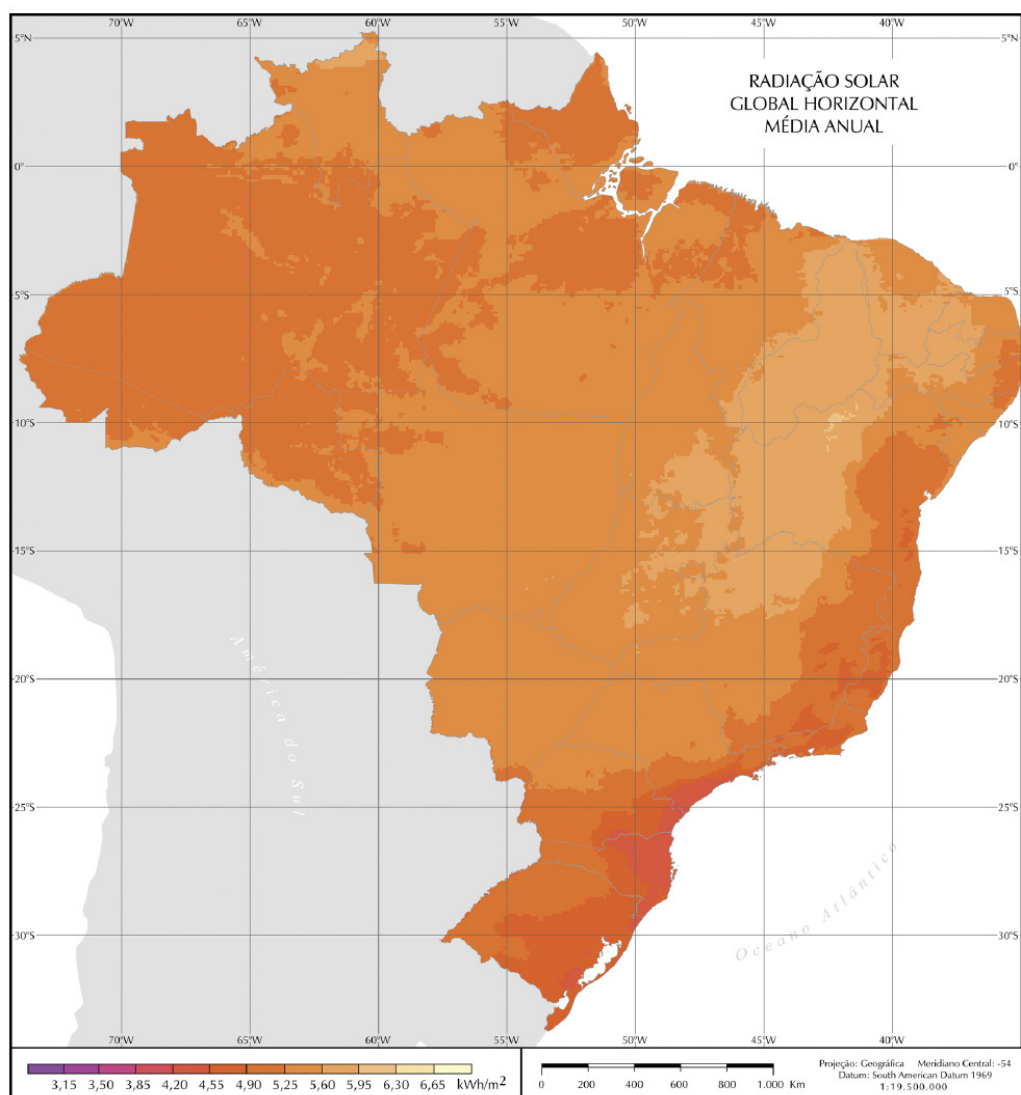 70°W 65°W 60°W 55°W 50°W 45°W 40°W
5°N 5°N
RADIAÇÃO SOLAR
GLOBAL HORIZONTAL
MÉDIA ANUAL
0° 0°
5°S 5°S
10°S 10°S
15°S 15°S
20°S 20°S
América do Sul
25°S 25°S
Oceano Atlântico
30°S 30°S
70°W 65°W 60°W 55°W 50°W 45°W 40°W
3,15 3,50 3,85 4,20 4,55 4,90 5,25 5,60 5,95 6,30 6,65 kWh/m²
0 200 400 600 800 1.000 Km
Projeção: Geográfica Meridiano Central: -54
Datum: South American Datum 1969
1:19.500.000